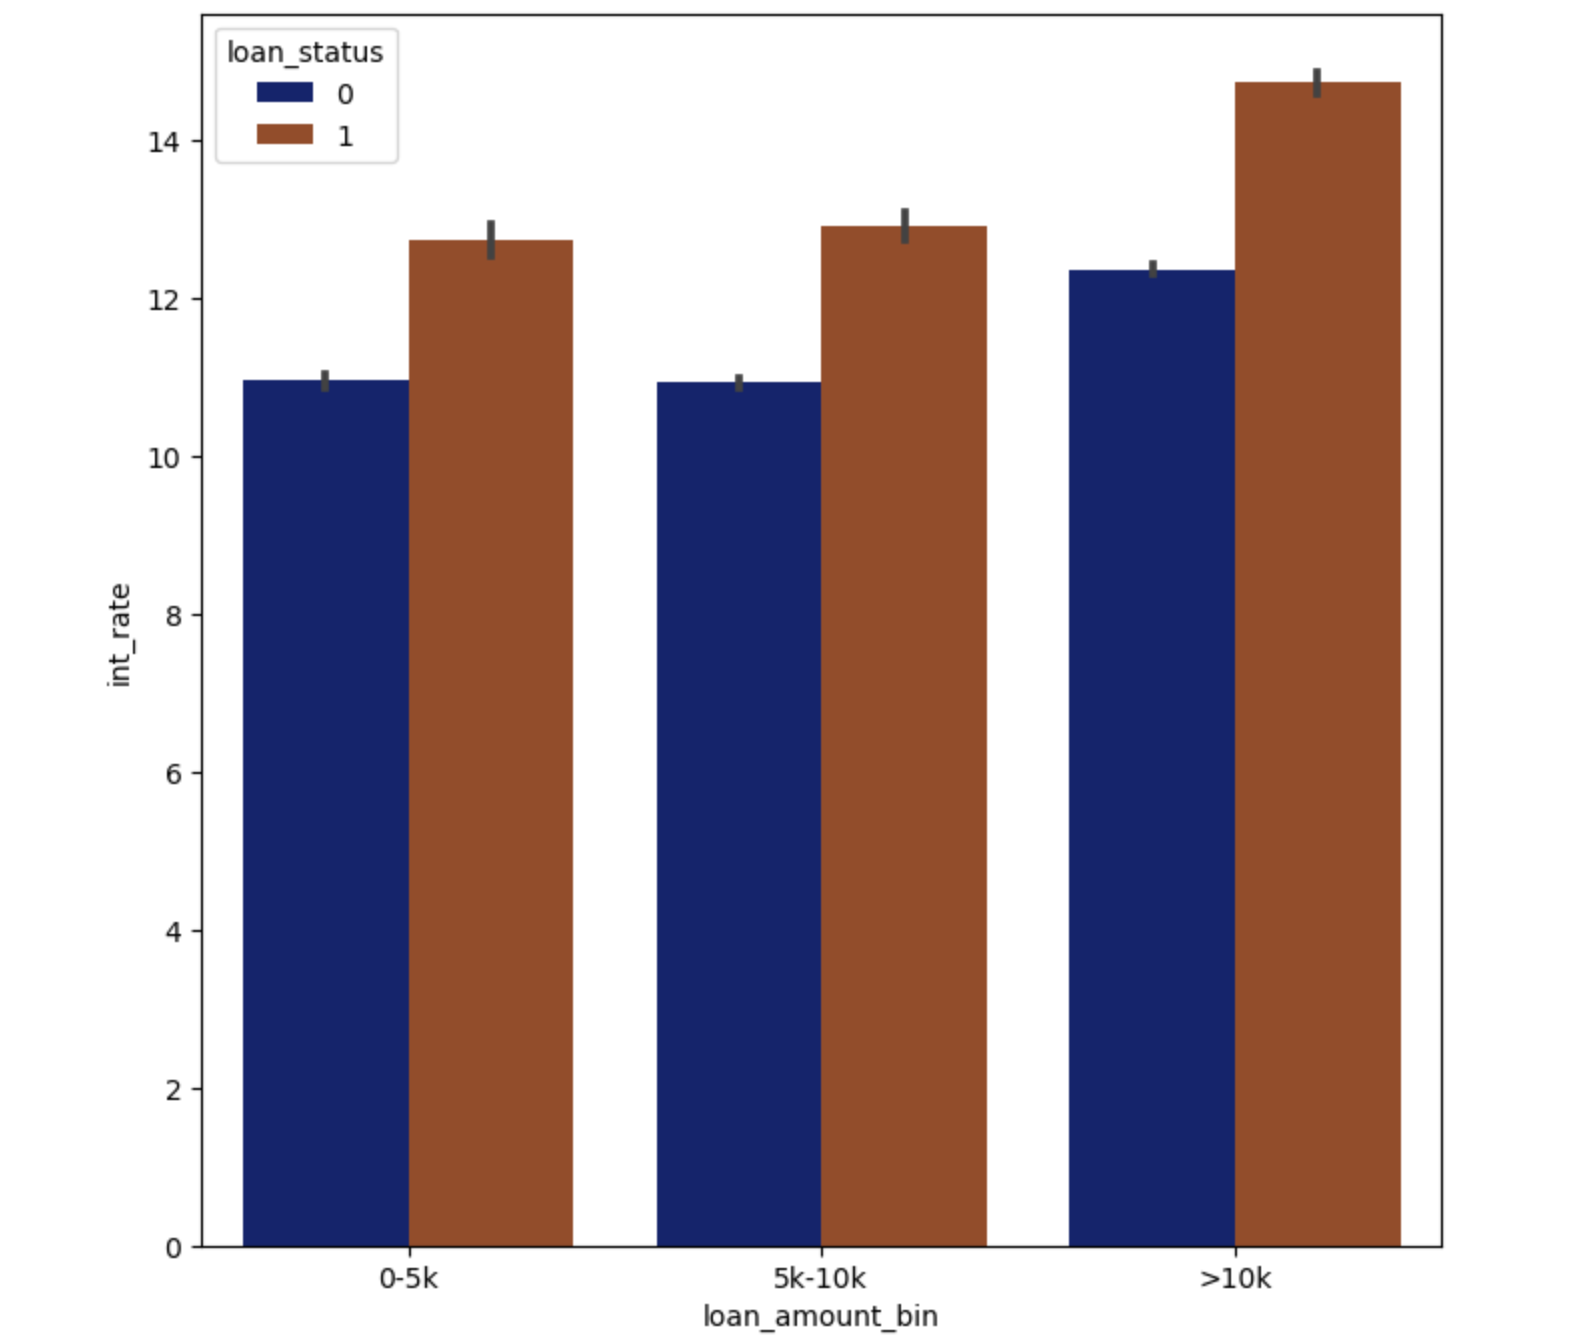 loan_status
0
1
14
12
10
8
6
4
2
0
int_rate
0-5k
5k-10k
>10k
loan_amount_bin